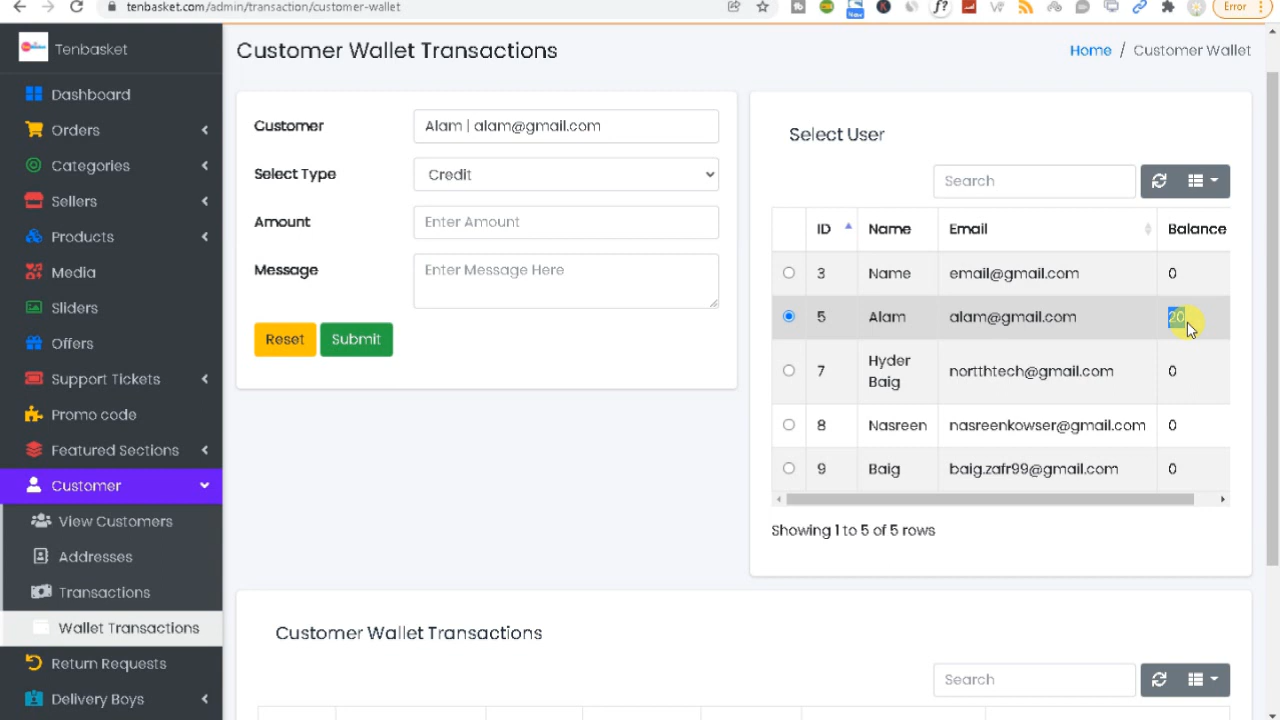 tenbasket.com/admin/transaction/customer-wallet
Error
Tenbasket
Customer Wallet Transactions
Home / Customer Wallet
Dashboard
Orders
Categories
Sellers
Products
Media
Sliders
Offers
Support Tickets
Promo code
Featured Sections
Customer
View Customers
Addresses
Transactions
Wallet Transactions
Return Requests
Delivery Boys
Customer
Alam | alam@gmail.com
Select Type
Credit
Amount
Enter Amount
Message
Enter Message Here
Reset
Submit
Select User
Search
ID Name Email Balance
3 Name email@gmail.com 0
5 Alam alam@gmail.com 20
7 Hyder Baig nortthtech@gmail.com 0
8 Nasreen nasreenkowser@gmail.com 0
9 Baig baig.zafr99@gmail.com 0
Showing 1 to 5 of 5 rows
Customer Wallet Transactions
Search